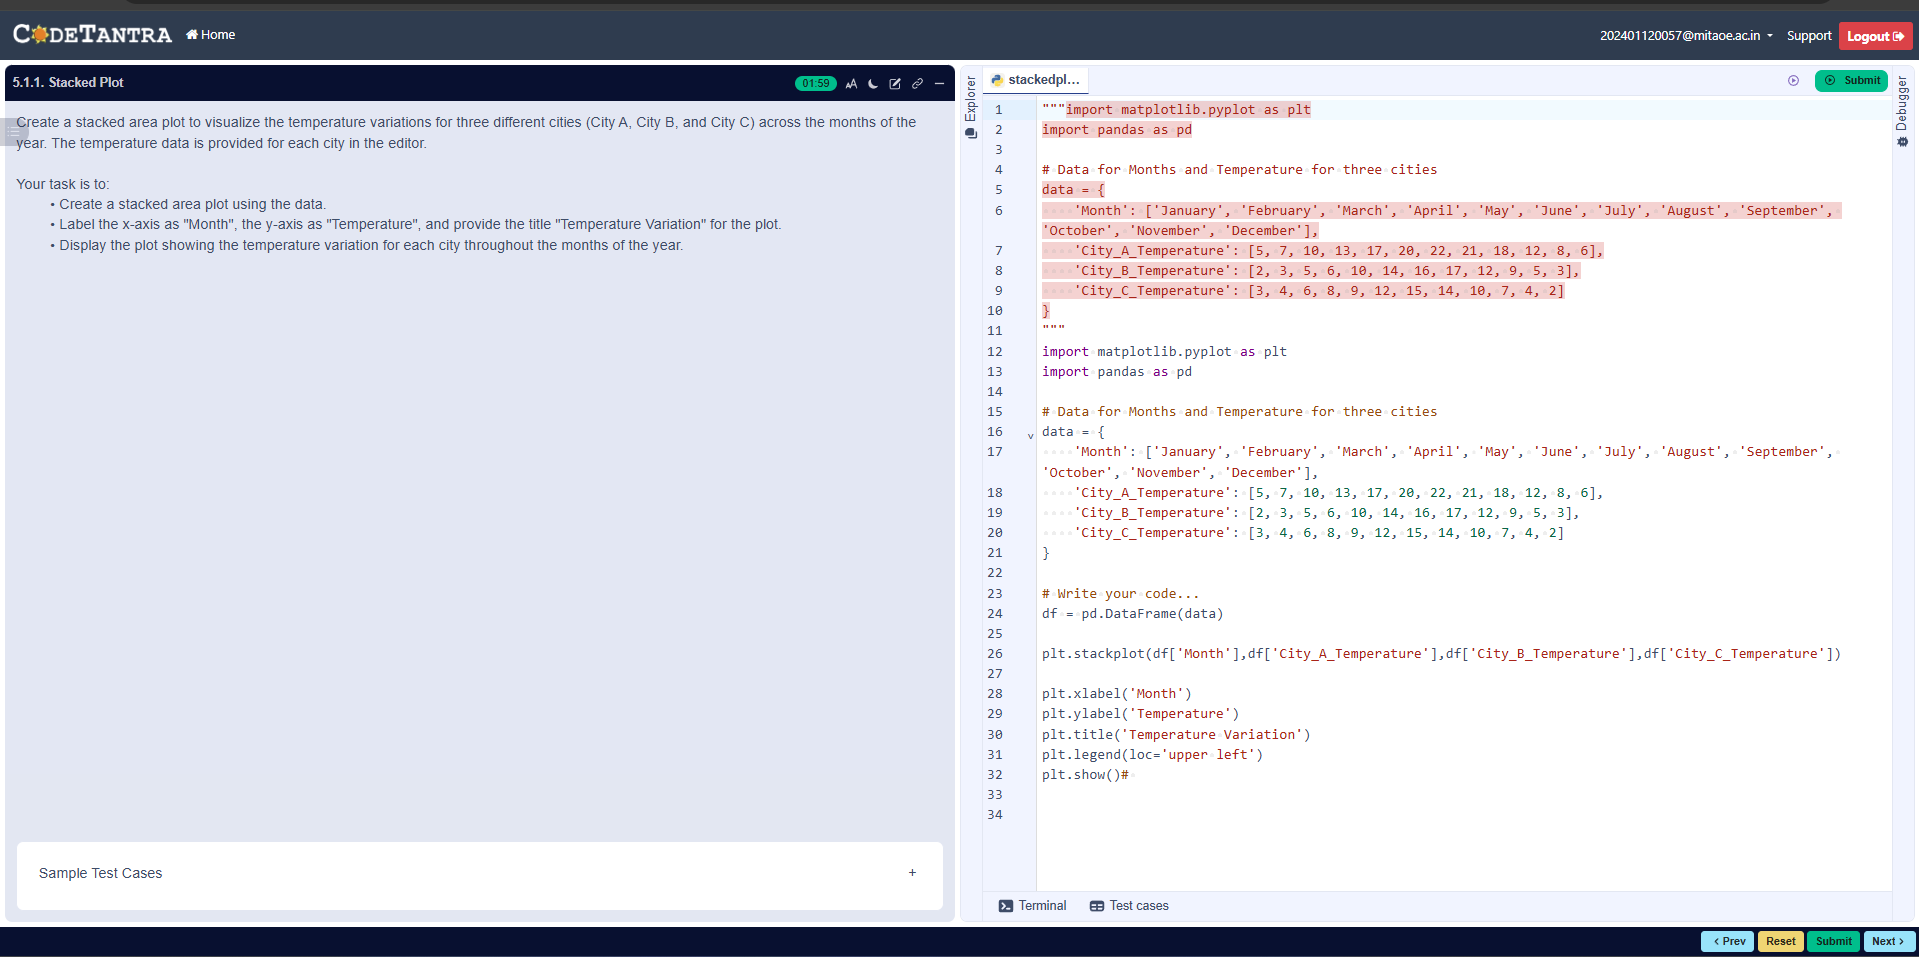 CODETANTRA Home 202401120057@mitaoe.ac.in Support Logout
5.1.1. Stacked Plot 01:59 AA
Create a stacked area plot to visualize the temperature variations for three different cities (City A, City B, and City C) across the months of the
year. The temperature data is provided for each city in the editor.
Your task is to:
• Create a stacked area plot using the data.
• Label the x-axis as "Month", the y-axis as "Temperature", and provide the title "Temperature Variation" for the plot.
• Display the plot showing the temperature variation for each city throughout the months of the year.
Sample Test Cases +
Explorer
stackedpl... Submit
Debugger
1 """import matplotlib.pyplot as plt
2 import pandas as pd
3
4 # Data for Months and Temperature for three cities
5 data = {
6     'Month': ['January', 'February', 'March', 'April', 'May', 'June', 'July', 'August', 'September',
'October', 'November', 'December'],
7     'City_A_Temperature': [5, 7, 10, 13, 17, 20, 22, 21, 18, 12, 8, 6],
8     'City_B_Temperature': [2, 3, 5, 6, 10, 14, 16, 17, 12, 9, 5, 3],
9     'City_C_Temperature': [3, 4, 6, 8, 9, 12, 15, 14, 10, 7, 4, 2]
10 }
11 """
12 import matplotlib.pyplot as plt
13 import pandas as pd
14
15 # Data for Months and Temperature for three cities
16 data = {
17     'Month': ['January', 'February', 'March', 'April', 'May', 'June', 'July', 'August', 'September',
'October', 'November', 'December'],
18     'City_A_Temperature': [5, 7, 10, 13, 17, 20, 22, 21, 18, 12, 8, 6],
19     'City_B_Temperature': [2, 3, 5, 6, 10, 14, 16, 17, 12, 9, 5, 3],
20     'City_C_Temperature': [3, 4, 6, 8, 9, 12, 15, 14, 10, 7, 4, 2]
21 }
22
23 # Write your code...
24 df = pd.DataFrame(data)
25
26 plt.stackplot(df['Month'],df['City_A_Temperature'],df['City_B_Temperature'],df['City_C_Temperature'])
27
28 plt.xlabel('Month')
29 plt.ylabel('Temperature')
30 plt.title('Temperature Variation')
31 plt.legend(loc='upper left')
32 plt.show()#
33
34
Terminal Test cases
< Prev Reset Submit Next >